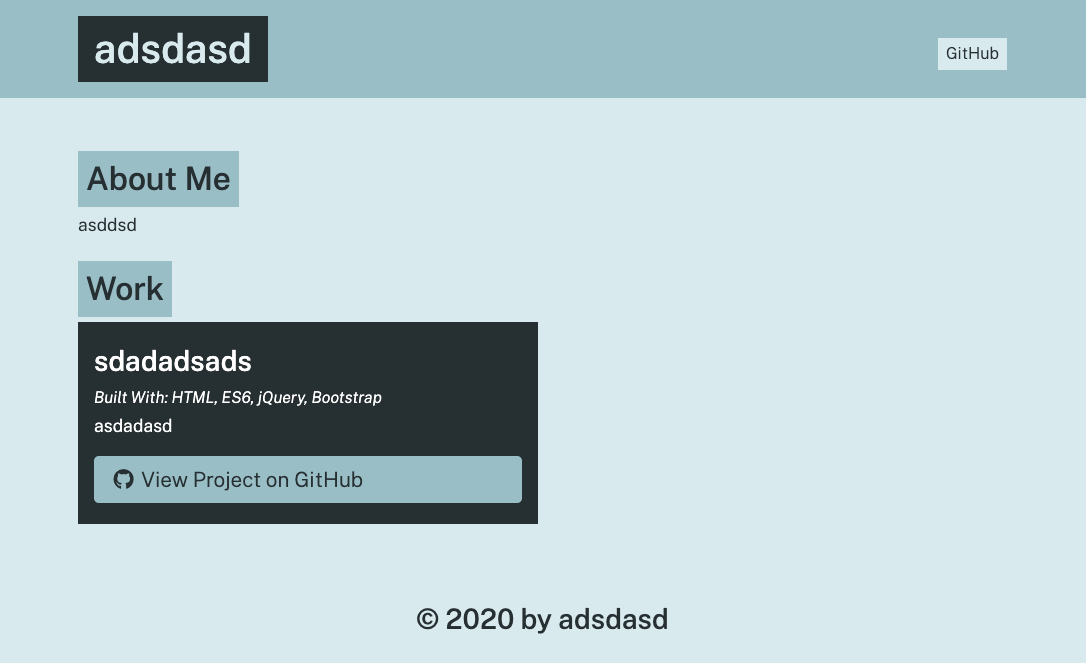 adsdasd
GitHub
About Me
asddsd
Work
sdadadsads
Built With: HTML, ES6, jQuery, Bootstrap
asdadasd
View Project on GitHub
© 2020 by adsdasd